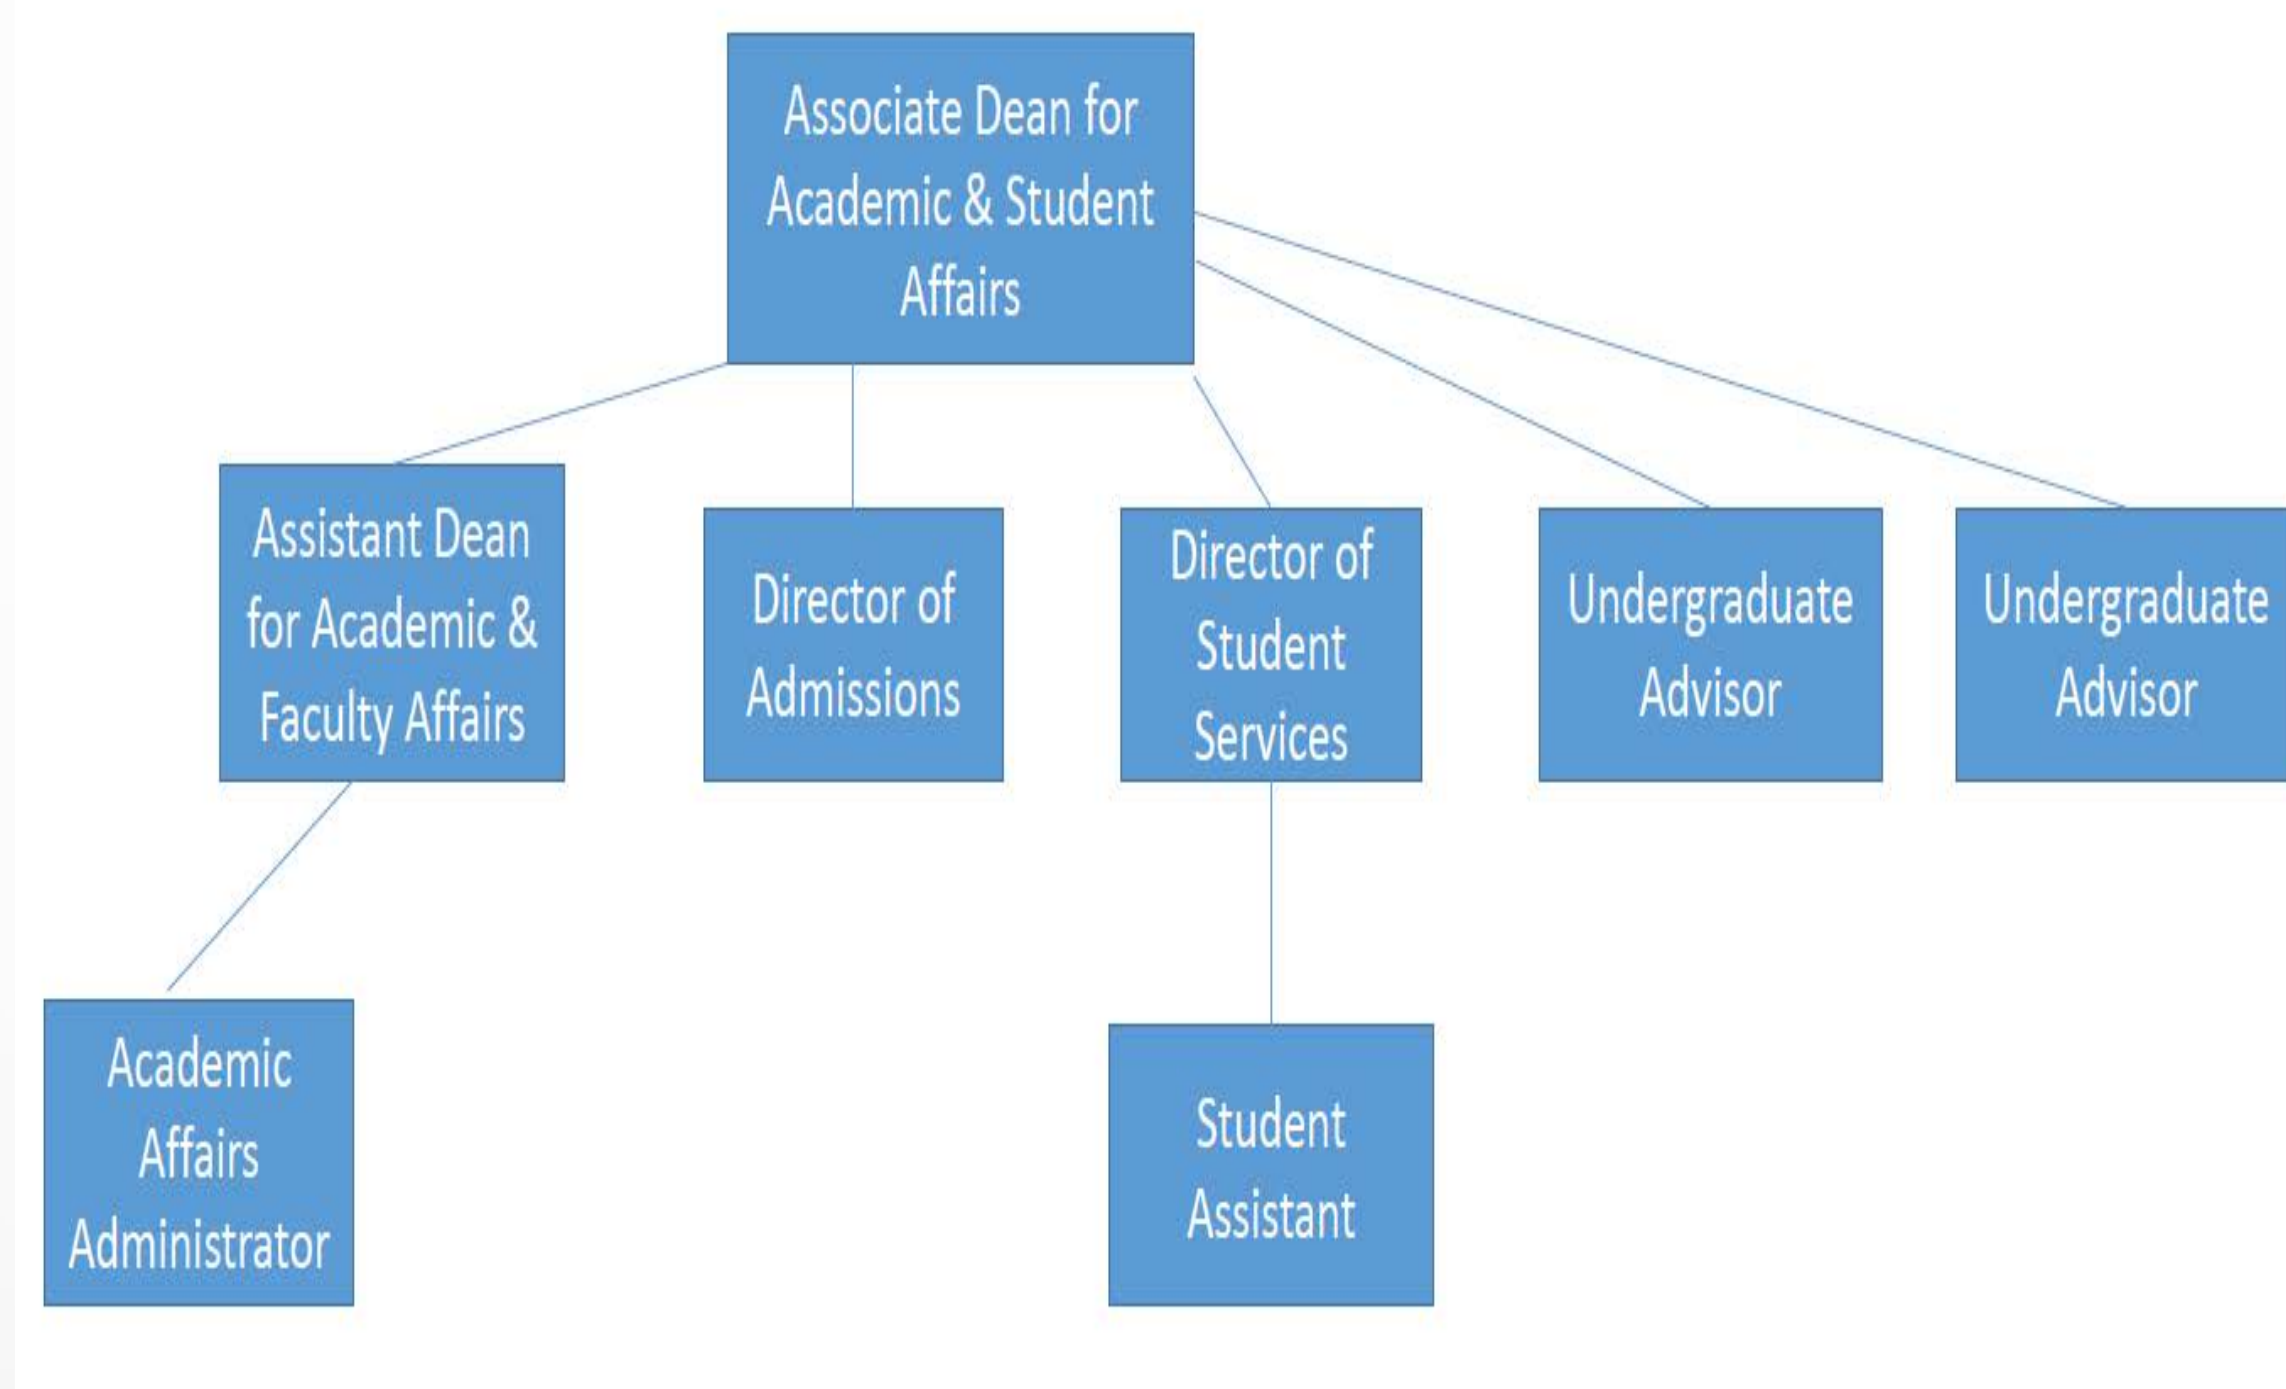 Associate Dean for
Academic & Student
Affairs
Assistant Dean
for Academic &
Faculty Affairs
Director of
Admissions
Director of
Student
Services
Undergraduate
Advisor
Undergraduate
Advisor
Academic
Affairs
Administrator
Student
Assistant